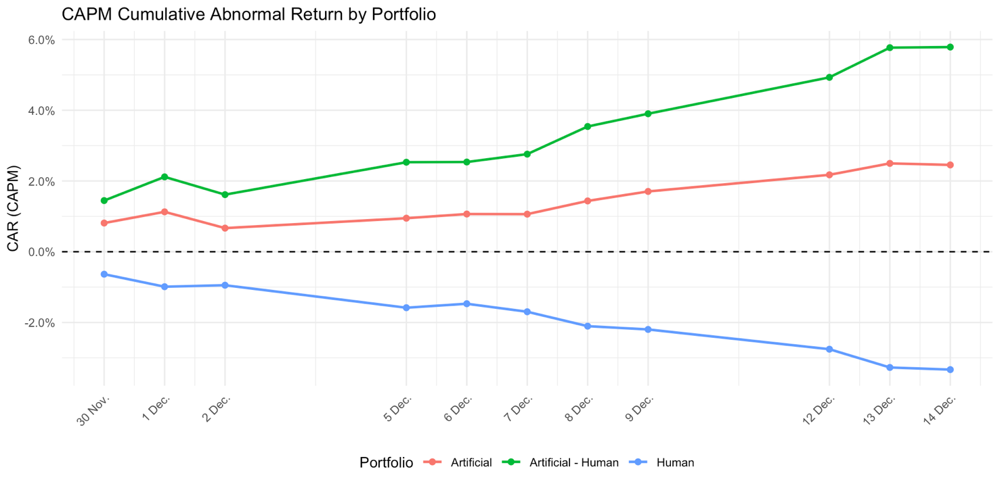 CAPM Cumulative Abnormal Return by Portfolio
6.0%
4.0%
2.0%
0.0%
-2.0%
CAR (CAPM)
30 Nov.
1 Dec.
2 Dec.
5 Dec.
6 Dec.
7 Dec.
8 Dec.
9 Dec.
12 Dec.
13 Dec.
14 Dec.
Portfolio Artificial Artificial - Human Human